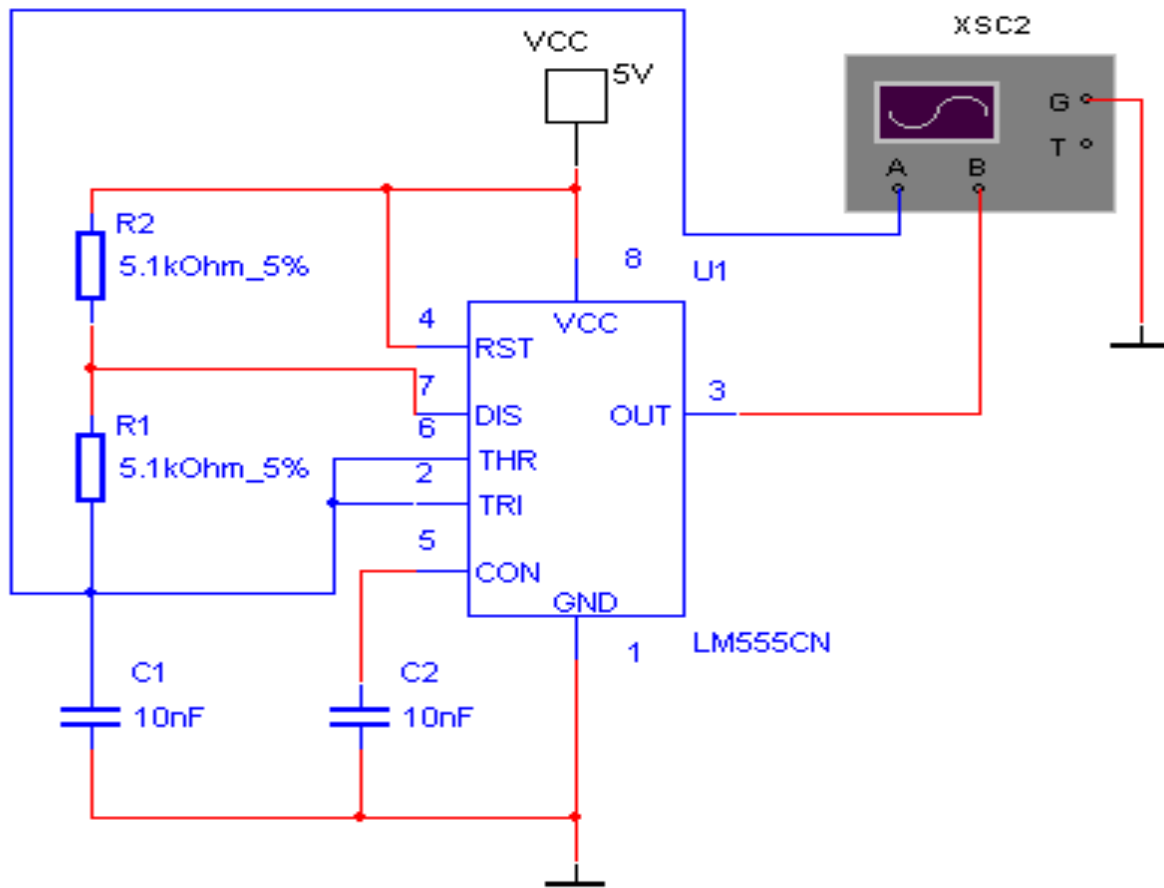 XSC2
VCC
5V
G
T
A
B
R2
5.1kOhm_5%
8
U1
4
VCC
RST
7
3
DIS
OUT
R1
6
5.1kOhm_5%
THR
2
TRI
5
CON
GND
1
LM555CN
C1
10nF
C2
10nF